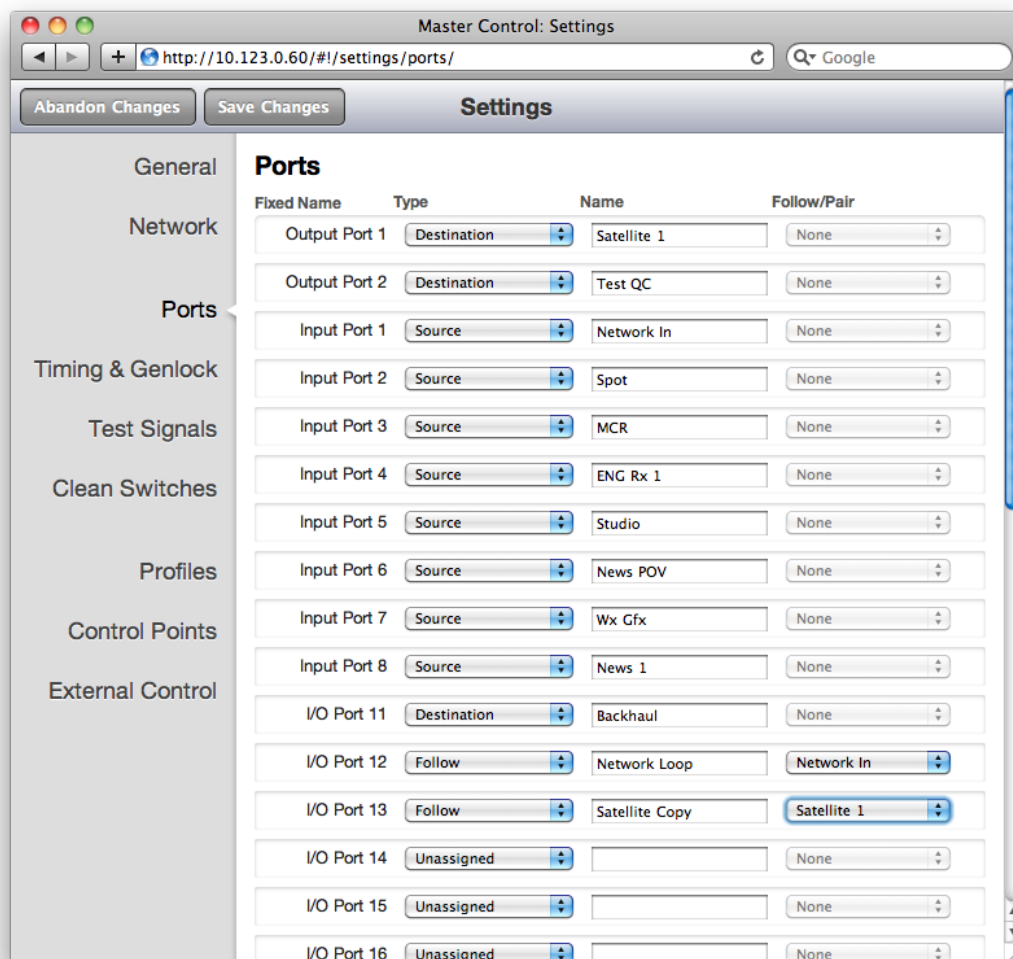 Master Control: Settings
http://10.123.0.60/#!/settings/ports/
Google
Abandon Changes Save Changes Settings
General
Network
Ports
Timing & Genlock
Test Signals
Clean Switches
Profiles
Control Points
External Control
Ports
Fixed Name Type Name Follow/Pair
Output Port 1 Destination Satellite 1 None
Output Port 2 Destination Test QC None
Input Port 1 Source Network In None
Input Port 2 Source Spot None
Input Port 3 Source MCR None
Input Port 4 Source ENG Rx 1 None
Input Port 5 Source Studio None
Input Port 6 Source News POV None
Input Port 7 Source Wx Gfx None
Input Port 8 Source News 1 None
I/O Port 11 Destination Backhaul None
I/O Port 12 Follow Network Loop Network In
I/O Port 13 Follow Satellite Copy Satellite 1
I/O Port 14 Unassigned None
I/O Port 15 Unassigned None
I/O Port 16 Unassigned None